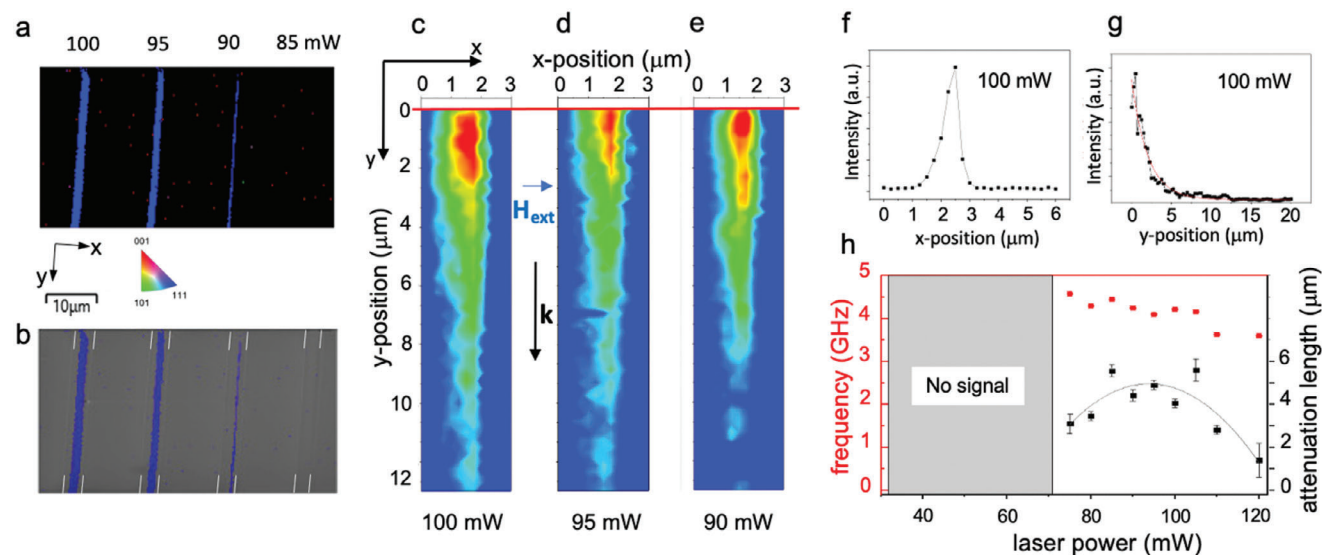 a
100 95 90 85 mW
x
y
10μm
001
101 111
b
c d e
x
x-position (μm)
0 1 2 3 0 1 2 3 0 1 2 3
y
0
2
4
6
8
10
12
y-position (μm)
Hext
k
100 mW 95 mW 90 mW
f
100 mW
Intensity (a.u.)
0 1 2 3 4 5 6
x-position (μm)
g
100 mW
Intensity (a.u.)
0 5 10 15 20
y-position (μm)
h
5
4
3
2
1
0
frequency (GHz)
No signal
6
4
2
0
attenuation length (μm)
40 60 80 100 120
laser power (mW)